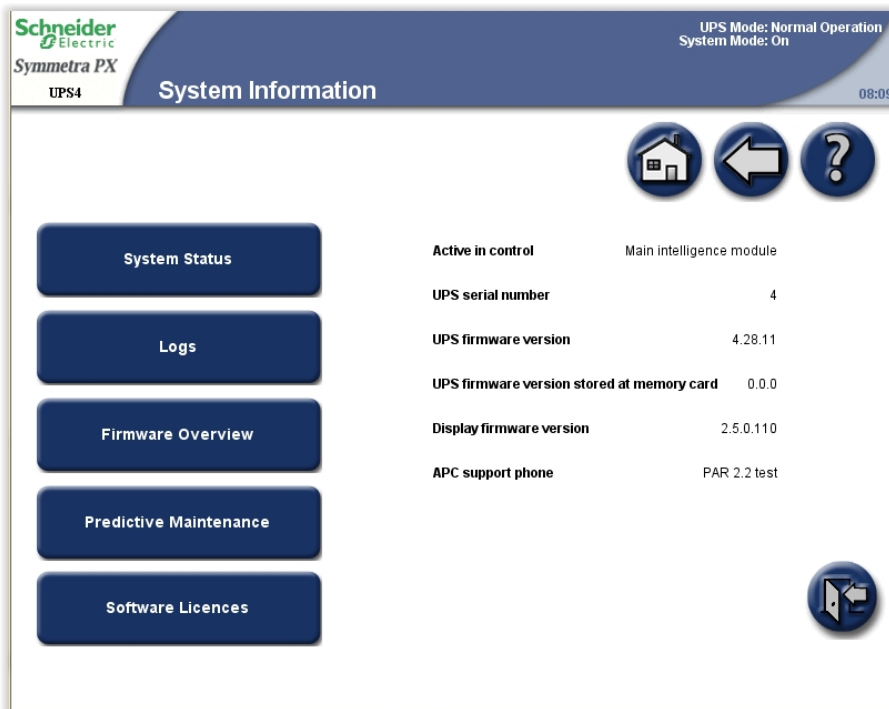 Schneider
Electric
Symmetra PX
UPS4
System Information
UPS Mode: Normal Operation
System Mode: On
08:09
?
System Status
Logs
Firmware Overview
Predictive Maintenance
Software Licences
Active in control Main intelligence module
UPS serial number 4
UPS firmware version 4.28.11
UPS firmware version stored at memory card 0.0.0
Display firmware version 2.5.0.110
APC support phone PAR 2.2 test